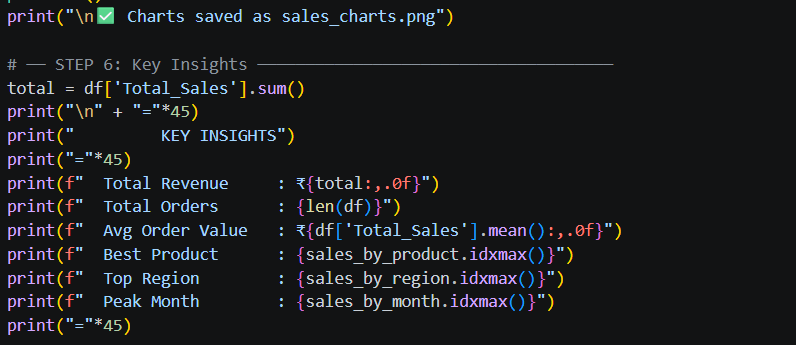 print("\n✅ Charts saved as sales_charts.png")
# —— STEP 6: Key Insights ——————————————————————————————————
total = df['Total_Sales'].sum()
print("\n" + "="*45)
print("         KEY INSIGHTS")
print("="*45)
print(f"  Total Revenue     : ₹{total:,.0f}")
print(f"  Total Orders      : {len(df)}")
print(f"  Avg Order Value   : ₹{df['Total_Sales'].mean():,.0f}")
print(f"  Best Product      : {sales_by_product.idxmax()}")
print(f"  Top Region        : {sales_by_region.idxmax()}")
print(f"  Peak Month        : {sales_by_month.idxmax()}")
print("="*45)